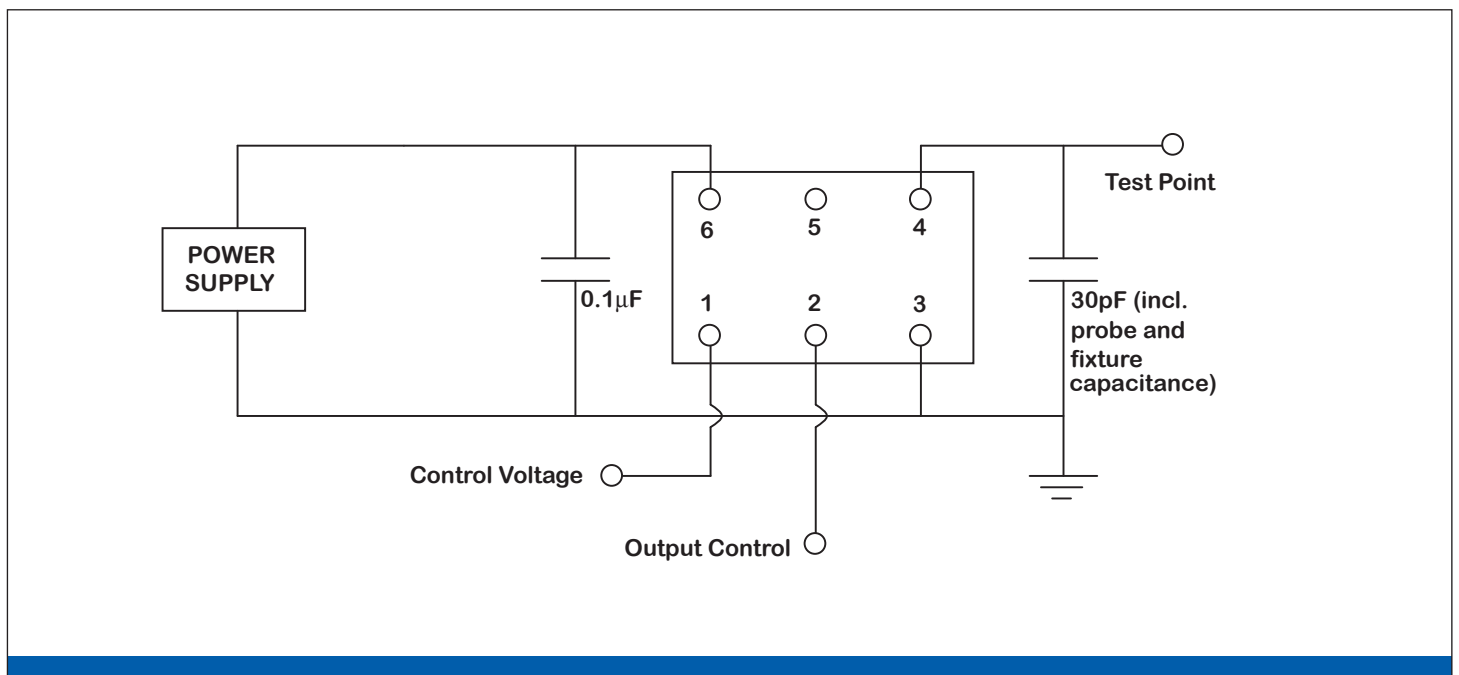 Test Point
6
5
4
POWER
SUPPLY
0.1µF
1
2
3
30pF (incl.
probe and
fixture
capacitance)
Control Voltage
Output Control